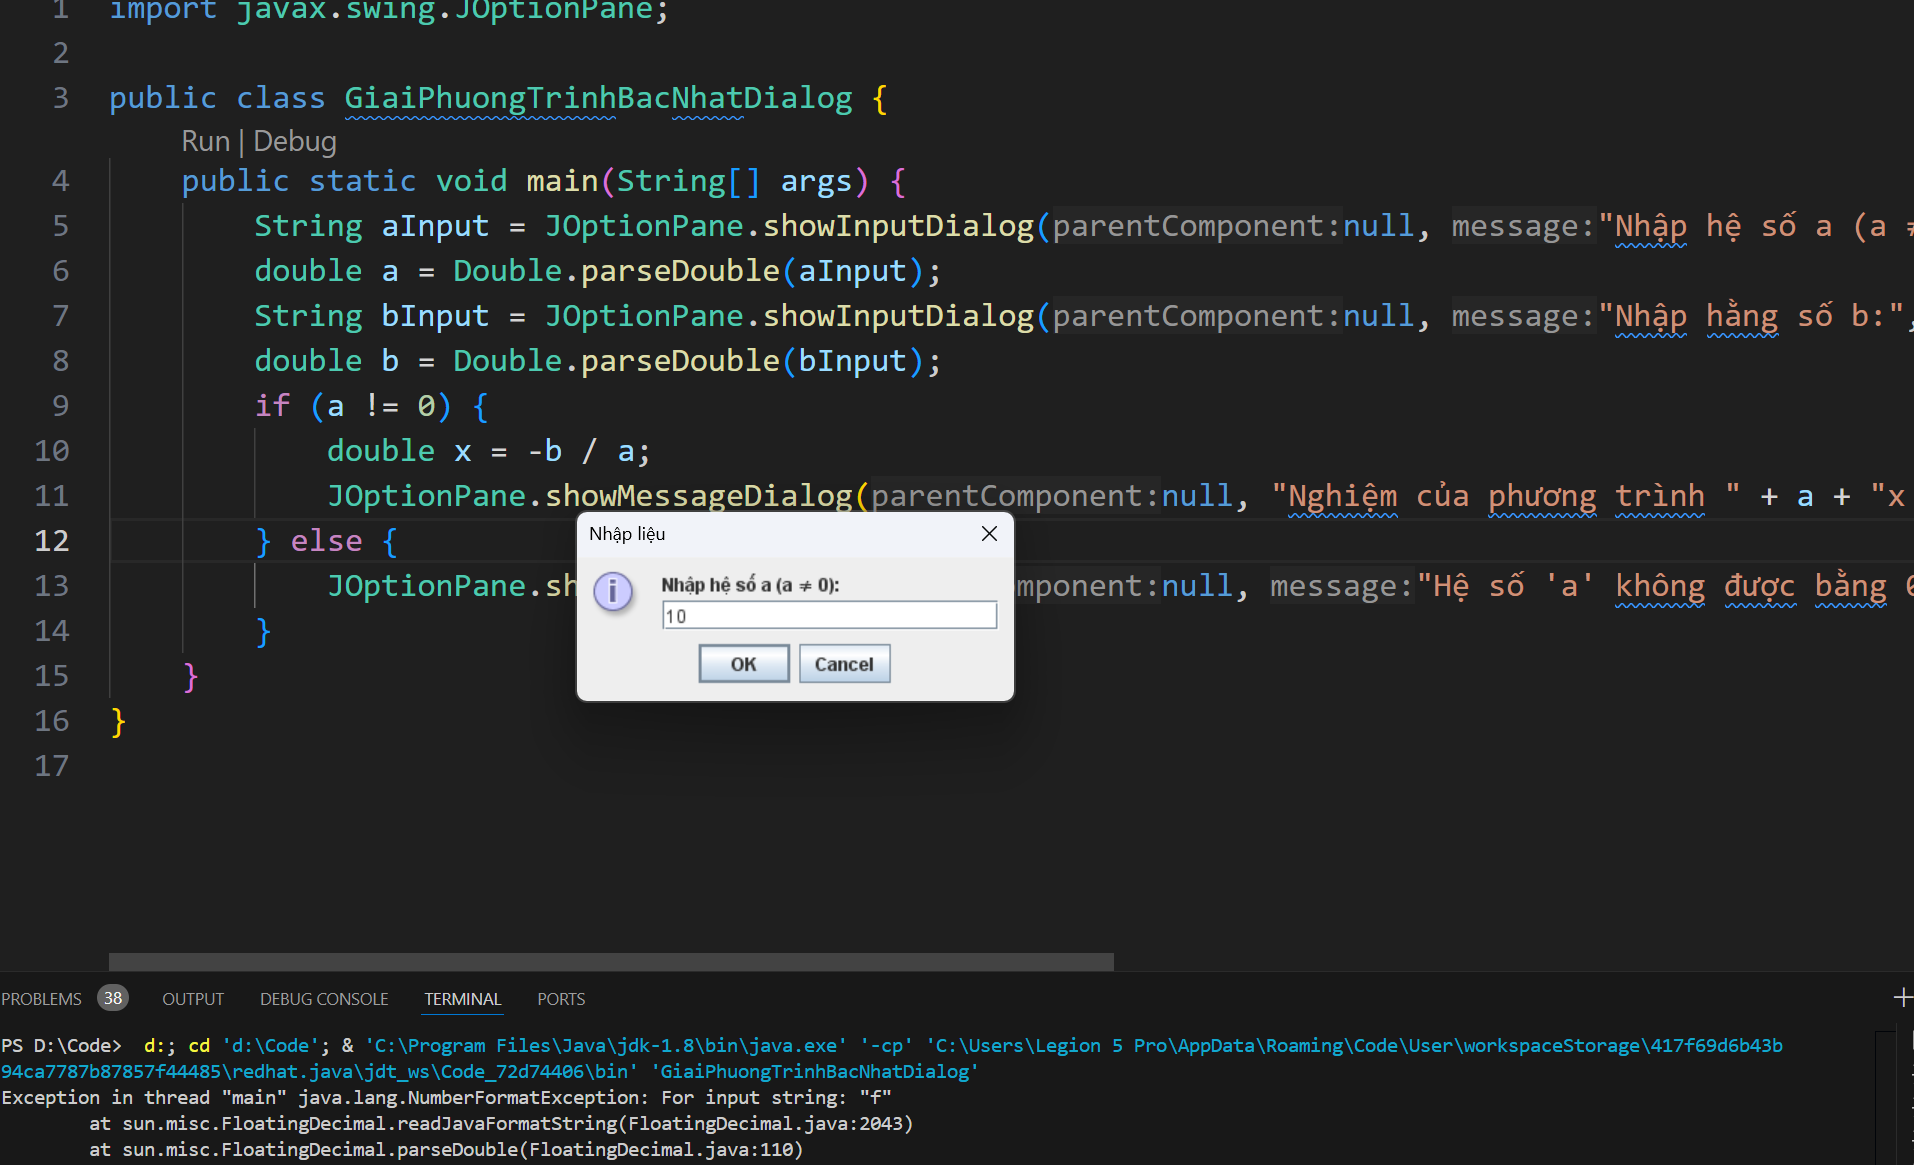 1 import javax.swing.JOptionPane;
2
3 public class GiaiPhuongTrinhBacNhatDialog {
Run | Debug
4 public static void main(String[] args) {
5 String aInput = JOptionPane.showInputDialog(parentComponent:null, message:"Nhập hệ số a (a ≠
6 double a = Double.parseDouble(aInput);
7 String bInput = JOptionPane.showInputDialog(parentComponent:null, message:"Nhập hằng số b:",
8 double b = Double.parseDouble(bInput);
9 if (a != 0) {
10 double x = -b / a;
11 JOptionPane.showMessageDialog(parentComponent:null, "Nghiệm của phương trình " + a + "x
12 } else {
13 JOptionPane.sh mponent:null, message:"Hệ số 'a' không được bằng 0
14 }
15 }
16 }
17
Nhập liệu
Nhập hệ số a (a ≠ 0):
10
OK Cancel
PROBLEMS 38 OUTPUT DEBUG CONSOLE TERMINAL PORTS
PS D:\Code> d:; cd 'd:\Code'; & 'C:\Program Files\Java\jdk-1.8\bin\java.exe' '-cp' 'C:\Users\Legion 5 Pro\AppData\Roaming\Code\User\workspaceStorage\417f69d6b43b
94ca7787b87857f44485\redhat.java\jdt_ws\Code_72d74406\bin' 'GiaiPhuongTrinhBacNhatDialog'
Exception in thread "main" java.lang.NumberFormatException: For input string: "f"
at sun.misc.FloatingDecimal.readJavaFormatString(FloatingDecimal.java:2043)
at sun.misc.FloatingDecimal.parseDouble(FloatingDecimal.java:110)